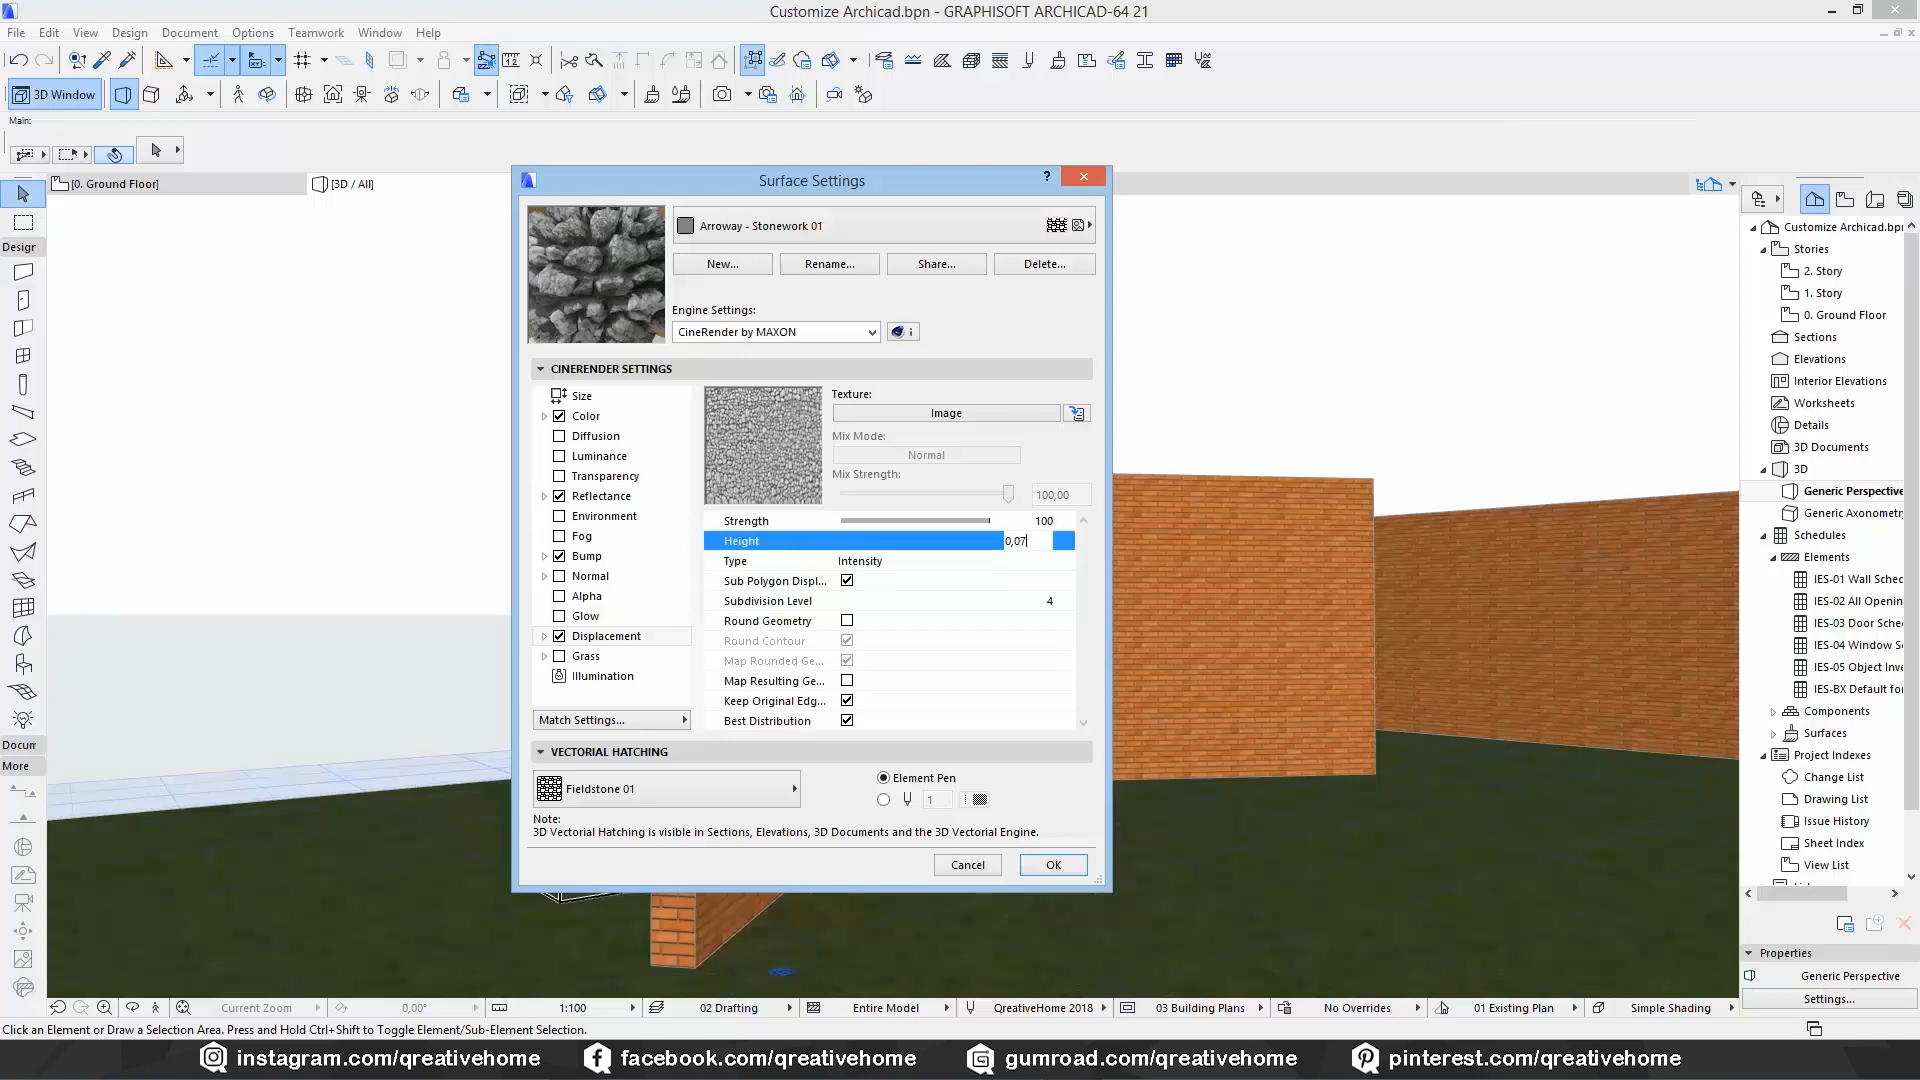 Customize Archicad.bpn - GRAPHISOFT ARCHICAD-64 21
File Edit View Design Document Options Teamwork Window Help
3D Window
Main:
[0. Ground Floor]
[3D / All]
Design
Docum
More
Surface Settings
?
Arroway - Stonework 01
New... Rename... Share... Delete...
Engine Settings:
CineRender by MAXON
i
CINERENDER SETTINGS
Size
Color
Diffusion
Luminance
Transparency
Reflectance
Environment
Fog
Bump
Normal
Alpha
Glow
Displacement
Grass
Illumination
Match Settings...
Texture:
Image
Mix Mode:
Normal
Mix Strength:
100,00
Strength 100
Height 0,07
Type Intensity
Sub Polygon Displ...
Subdivision Level 4
Round Geometry
Round Contour
Map Rounded Ge...
Map Resulting Ge...
Keep Original Edg...
Best Distribution
VECTORIAL HATCHING
Fieldstone 01
Element Pen
1
Note:
3D Vectorial Hatching is visible in Sections, Elevations, 3D Documents and the 3D Vectorial Engine.
Cancel OK
Customize Archicad.bpn
Stories
2. Story
1. Story
0. Ground Floor
Sections
Elevations
Interior Elevations
Worksheets
Details
3D Documents
3D
Generic Perspective
Generic Axonometr
Schedules
Elements
IES-01 Wall Sched
IES-02 All Openin
IES-03 Door Sche
IES-04 Window S
IES-05 Object Inve
IES-BX Default fo
Components
Surfaces
Project Indexes
Change List
Drawing List
Issue History
Sheet Index
View List
Properties
Generic Perspective
Settings...
Current Zoom 0,00° 1:100 02 Drafting Entire Model QreativeHome 2018 03 Building Plans No Overrides 01 Existing Plan Simple Shading
Click an Element or Draw a Selection Area. Press and Hold Ctrl+Shift to Toggle Element/Sub-Element Selection.
instagram.com/qreativehome facebook.com/qreativehome gumroad.com/qreativehome pinterest.com/qreativehome